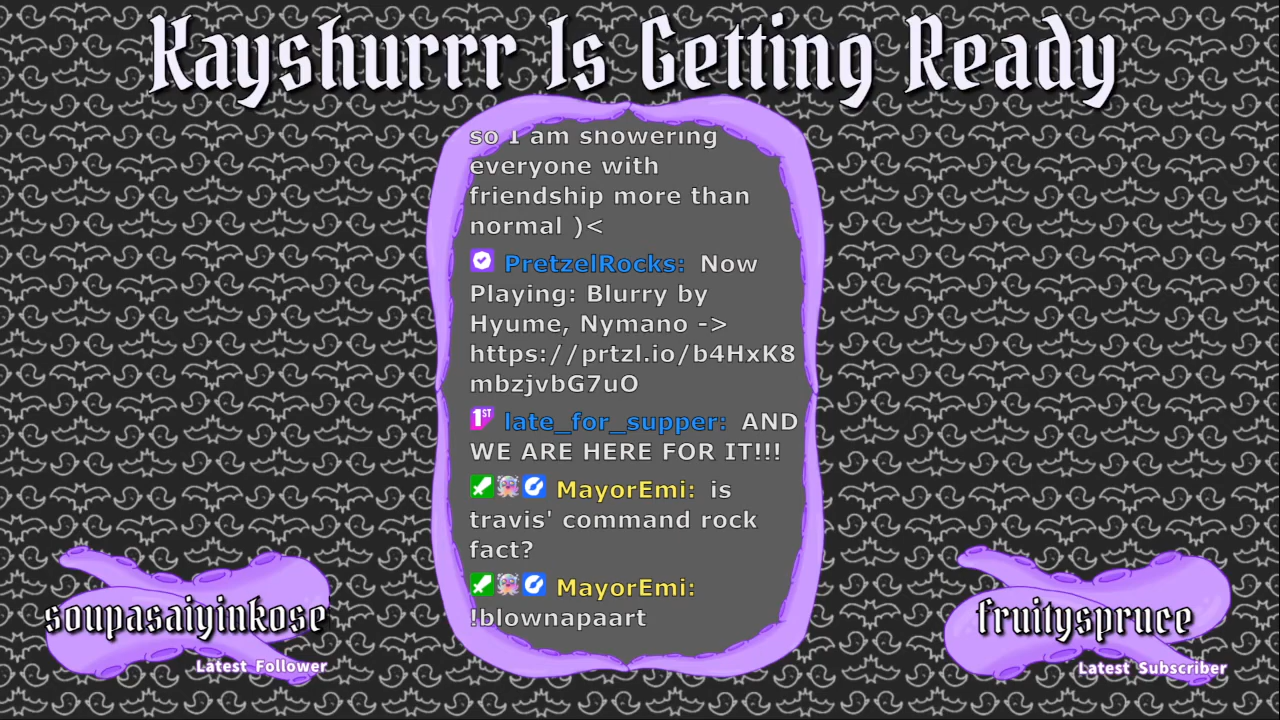 Kayshurrr Is Getting Ready
so I am showering
everyone with
friendship more than
normal )<
PretzelRocks: Now
Playing: Blurry by
Hyume, Nymano ->
https://prtzl.io/b4HxK8
mbzjvbG7uO
1ST late_for_supper: AND
WE ARE HERE FOR IT!!!
MayorEmi: is
travis' command rock
fact?
MayorEmi:
!blownapaart
soupasaiyinkose
Latest Follower
fruityspruce
Latest Subscriber